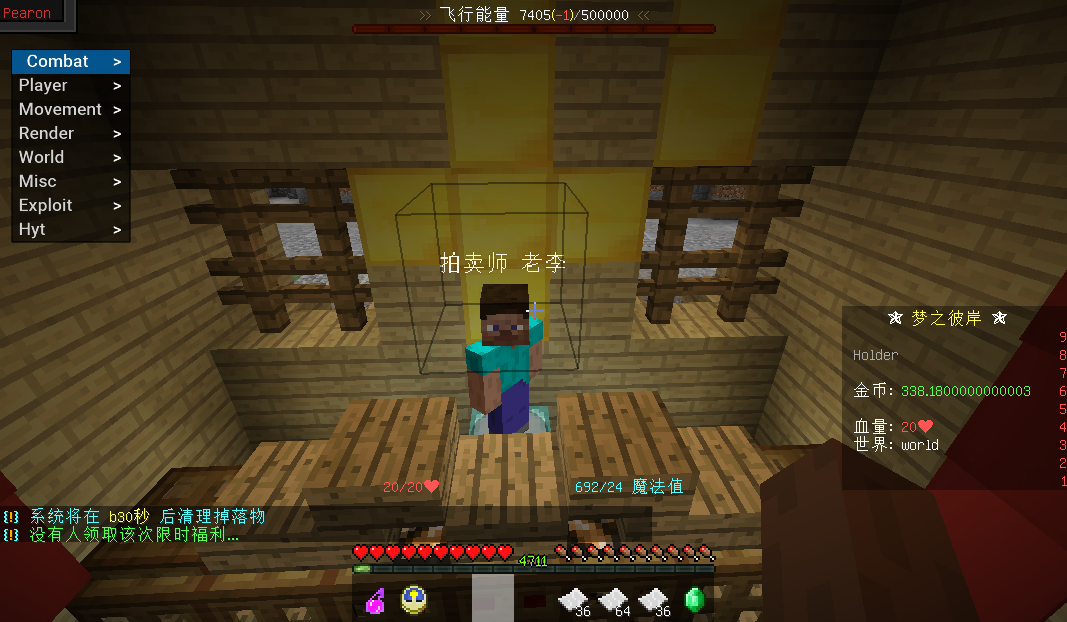 Pearon
>> 飞行能量 7405(-1)/500000 <<
Combat >
Player >
Movement >
Render >
World >
Misc >
Exploit >
Hyt >
拍卖师 老李
梦之彼岸
Holder
金币: 338.1800000000003
血量: 20❤
世界: world
9
8
7
6
5
4
3
2
1
20/20❤
692/24 魔法值
[!] 系统将在 b30秒 后清理掉落物
[!] 没有人领取该次限时福利...
4711
36
64
36